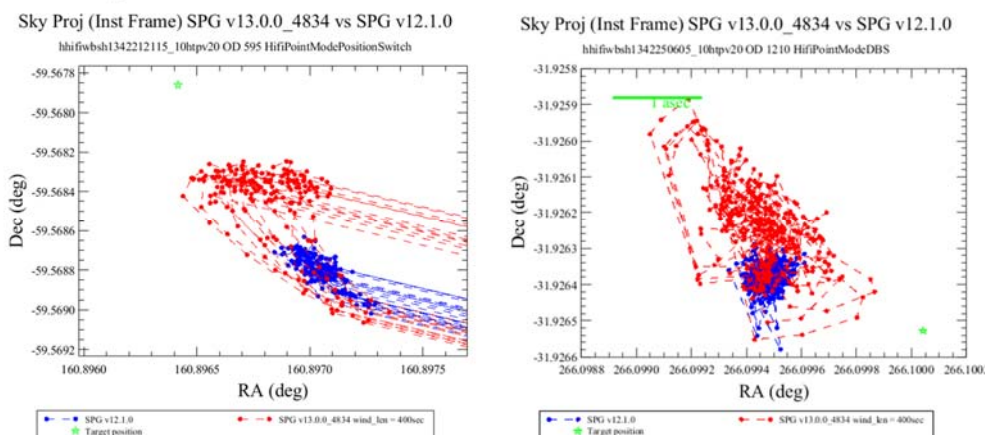 Sky Proj (Inst Frame) SPG v13.0.0_4834 vs SPG v12.1.0
hhifiwbsh1342212115_10htpv20 OD 595 HifiPointModePositionSwitch
-59.5678
-59.5680
-59.5682
-59.5684
-59.5686
-59.5688
-59.5690
-59.5692
Dec (deg)
160.8960
160.8965
160.8970
160.8975
RA (deg)
SPG v12.1.0
SPG v13.0.0_4834 wind_len = 400sec
Target position
Sky Proj (Inst Frame) SPG v13.0.0_4834 vs SPG v12.1.0
hhifiwbsh1342250605_10htpv20 OD 1210 HifiPointModeDBS
1 asec
-31.9258
-31.9259
-31.9260
-31.9261
-31.9262
-31.9263
-31.9264
-31.9265
-31.9266
Dec (deg)
266.0988
266.0990
266.0992
266.0994
266.0996
266.0998
266.1000
266.1002
RA (deg)
SPG v12.1.0
SPG v13.0.0_4834 wind_len = 400sec
Target position